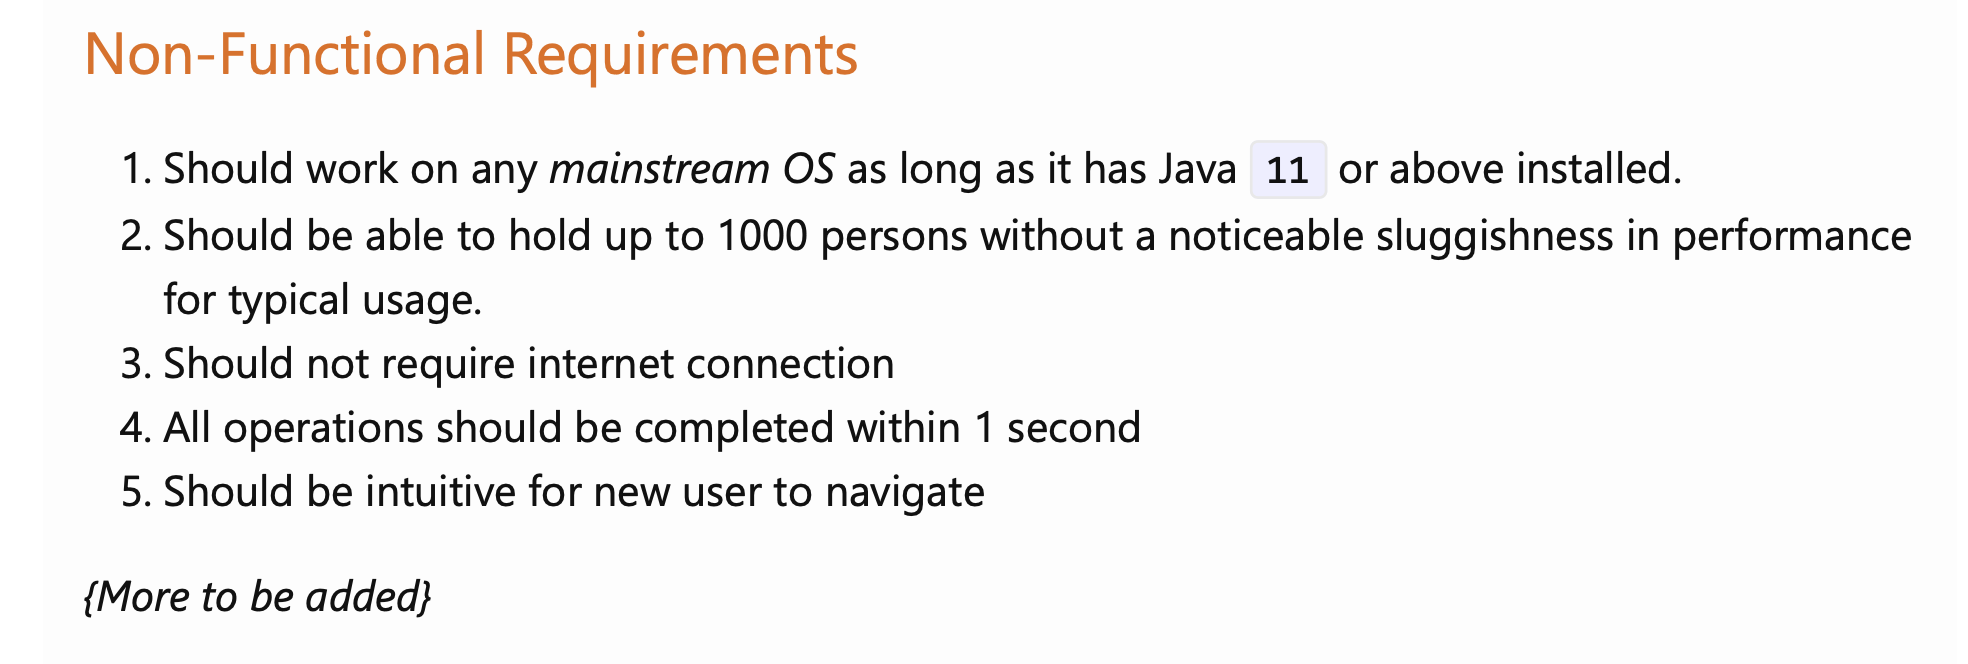 Non-Functional Requirements
1. Should work on any mainstream OS as long as it has Java 11 or above installed.
2. Should be able to hold up to 1000 persons without a noticeable sluggishness in performance
for typical usage.
3. Should not require internet connection
4. All operations should be completed within 1 second
5. Should be intuitive for new user to navigate
{More to be added}